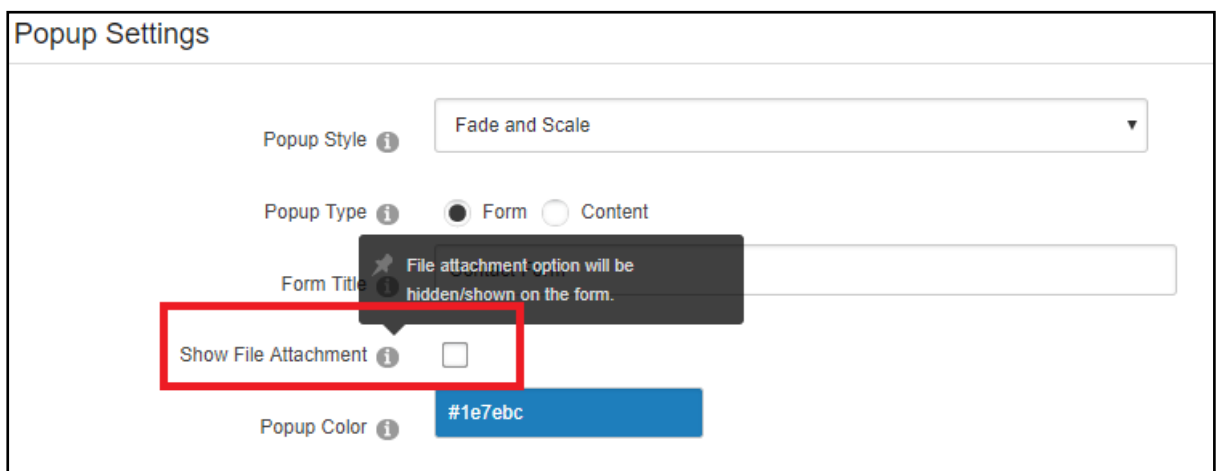 Popup Settings
Popup Style
Fade and Scale
Popup Type
Form
Content
File attachment option will be
hidden/shown on the form.
Form Title
Show File Attachment
Popup Color
#1e7ebc